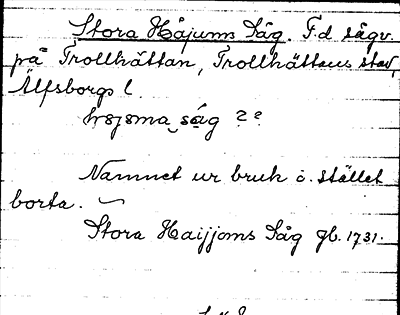 Stora Håjums Såg. F.d. sågv.
på Trollhättan, Trollhättans stad,
Älfsborgs l.
såg ? ?
Namnet ur bruk o. stället
borta.
Stora Haijjoms Såg gb. 1731.